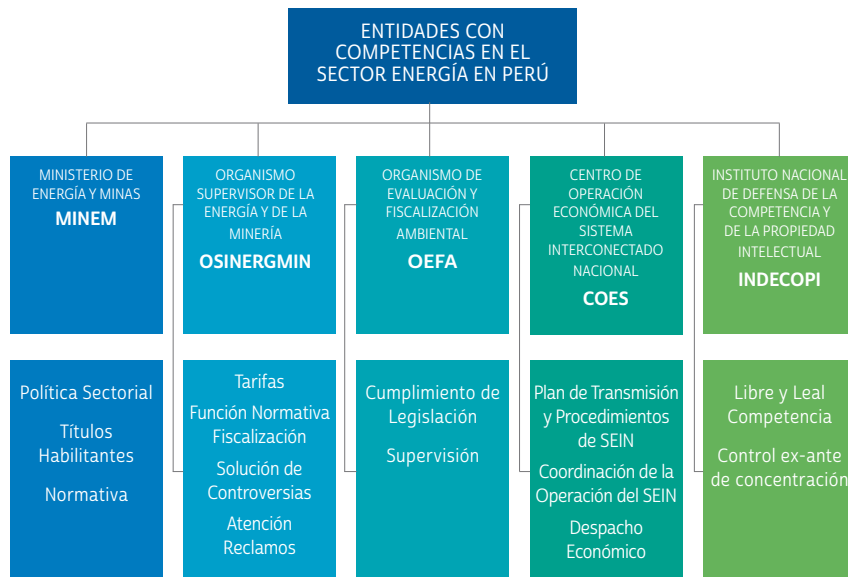 ENTIDADES CON
COMPETENCIAS EN EL
SECTOR ENERGÍA EN PERÚ
MINISTERIO DE
ENERGÍA Y MINAS
MINEM
ORGANISMO
SUPERVISOR DE LA
ENERGÍA Y DE LA
MINERÍA
OSINERGMIN
ORGANISMO DE
EVALUACIÓN Y
FISCALIZACIÓN
AMBIENTAL
OEFA
CENTRO DE
OPERACIÓN
ECONÓMICA DEL
SISTEMA
INTERCONECTADO
NACIONAL
COES
INSTITUTO NACIONAL
DE DEFENSA DE LA
COMPETENCIA Y
DE LA PROPIEDAD
INTELECTUAL
INDECOPI
Política Sectorial
Títulos
Habilitantes
Normativa
Tarifas
Función Normativa
Fiscalización
Solución de
Controversias
Atención
Reclamos
Cumplimiento de
Legislación
Supervisión
Plan de Transmisión
y Procedimientos
de SEIN
Coordinación de la
Operación del SEIN
Despacho
Económico
Libre y Leal
Competencia
Control ex-ante
de concentración